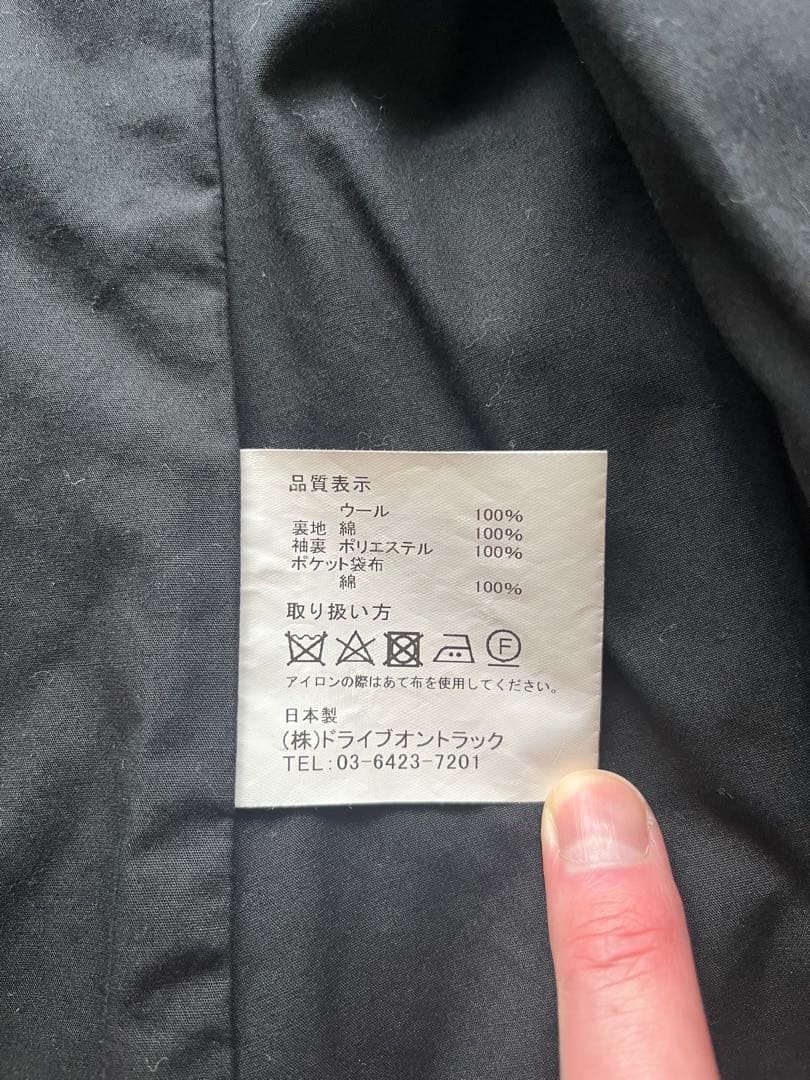 品質表示
ウール 100%
裏地 綿 100%
袖裏 ポリエステル 100%
ポケット袋布
綿 100%
取り扱い方
F
アイロンの際はあて布を使用してください。
日本製
(株)ドライブオントラック
TEL:03-6423-7201